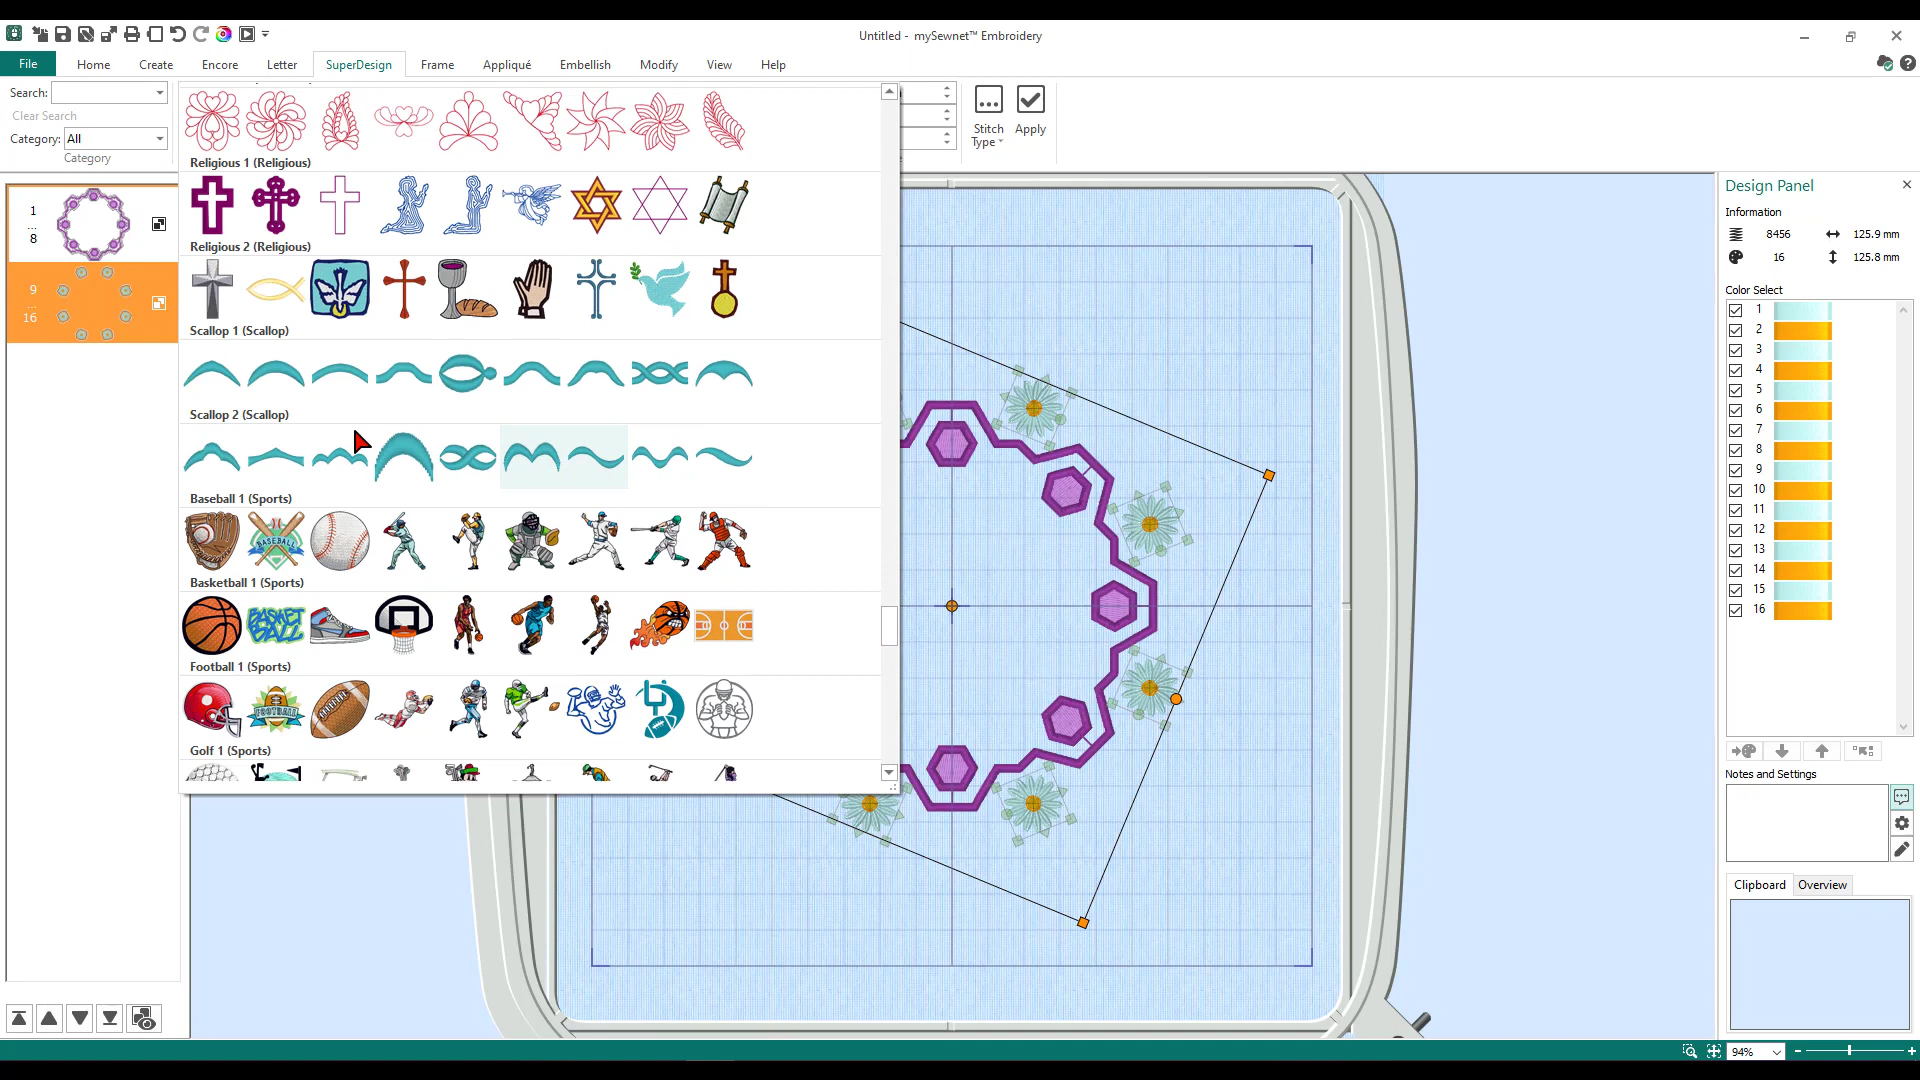 Untitled - mySewnet™ Embroidery
File Home Create Encore Letter SuperDesign Frame Appliqué Embellish Modify View Help
Search:
Clear Search
Category: All
Category
Stitch Type
Apply
Religious 1 (Religious)
Religious 2 (Religious)
Scallop 1 (Scallop)
Scallop 2 (Scallop)
Baseball 1 (Sports)
BASEBALL
Basketball 1 (Sports)
BASKET BALL
Football 1 (Sports)
FOOTBALL
Golf 1 (Sports)
1
...
8
9
...
16
Design Panel
Information
8456 125.9 mm
16 125.8 mm
Color Select
1
2
3
4
5
6
7
8
9
10
11
12
13
14
15
16
Notes and Settings
Clipboard Overview
94%